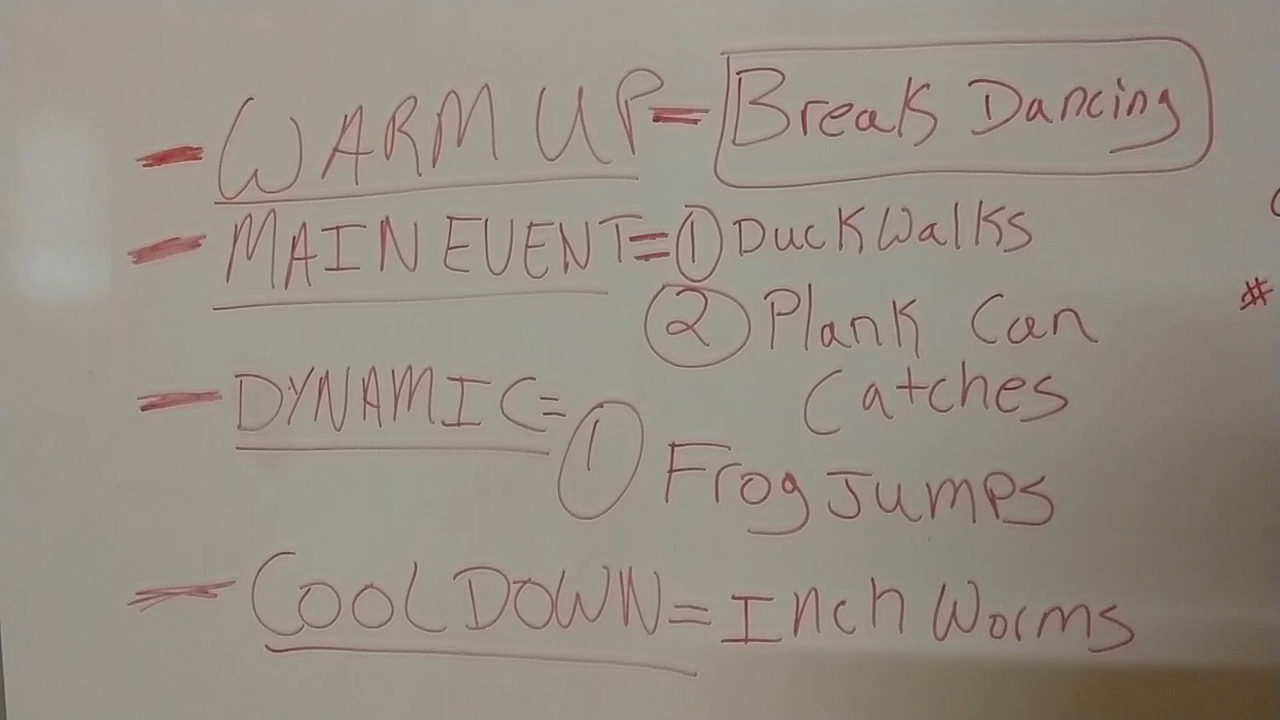 - WARM UP = Break Dancing
- MAIN EVENT = ① Duck Walks
② Plank Can
Catches
- DYNAMIC = ① Frog Jumps
- COOL DOWN = Inch Worms